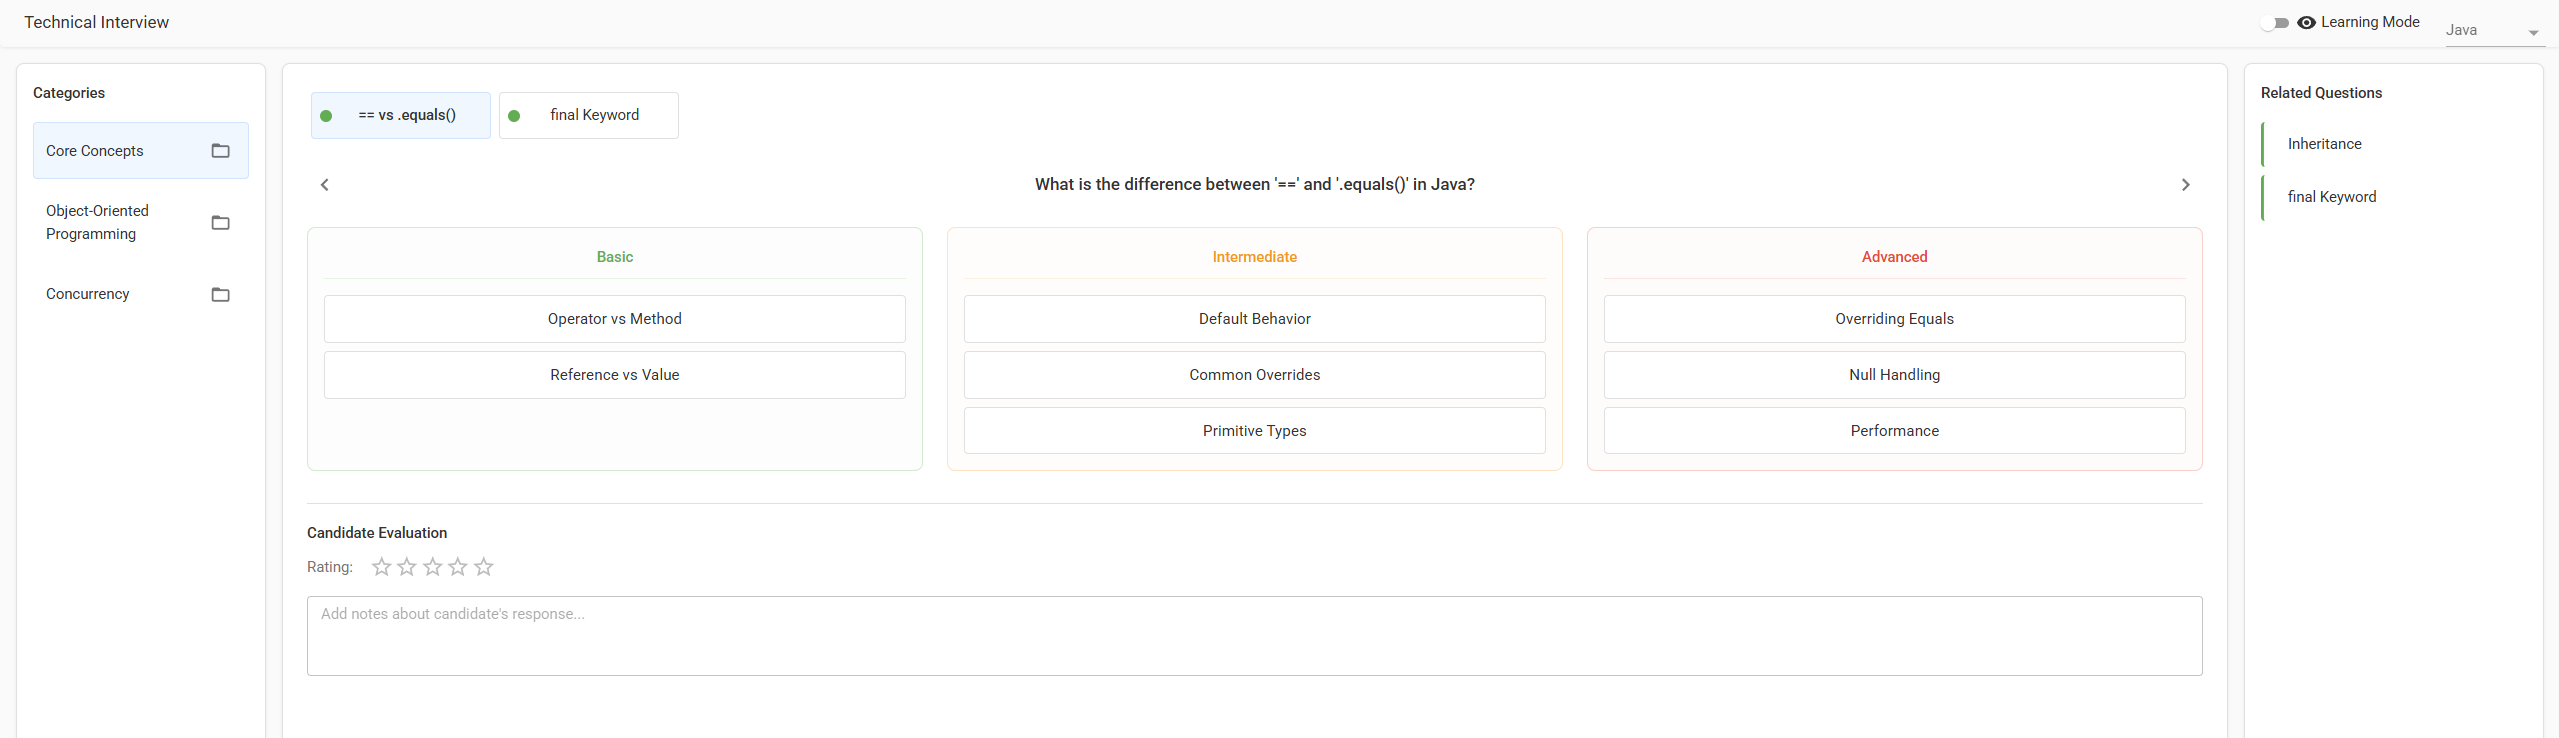 Technical Interview
Learning Mode
Java
Categories
Core Concepts
Object-Oriented
Programming
Concurrency
== vs .equals()
final Keyword
What is the difference between '==' and '.equals()' in Java?
Basic
Operator vs Method
Reference vs Value
Intermediate
Default Behavior
Common Overrides
Primitive Types
Advanced
Overriding Equals
Null Handling
Performance
Candidate Evaluation
Rating:
Add notes about candidate's response...
Related Questions
Inheritance
final Keyword